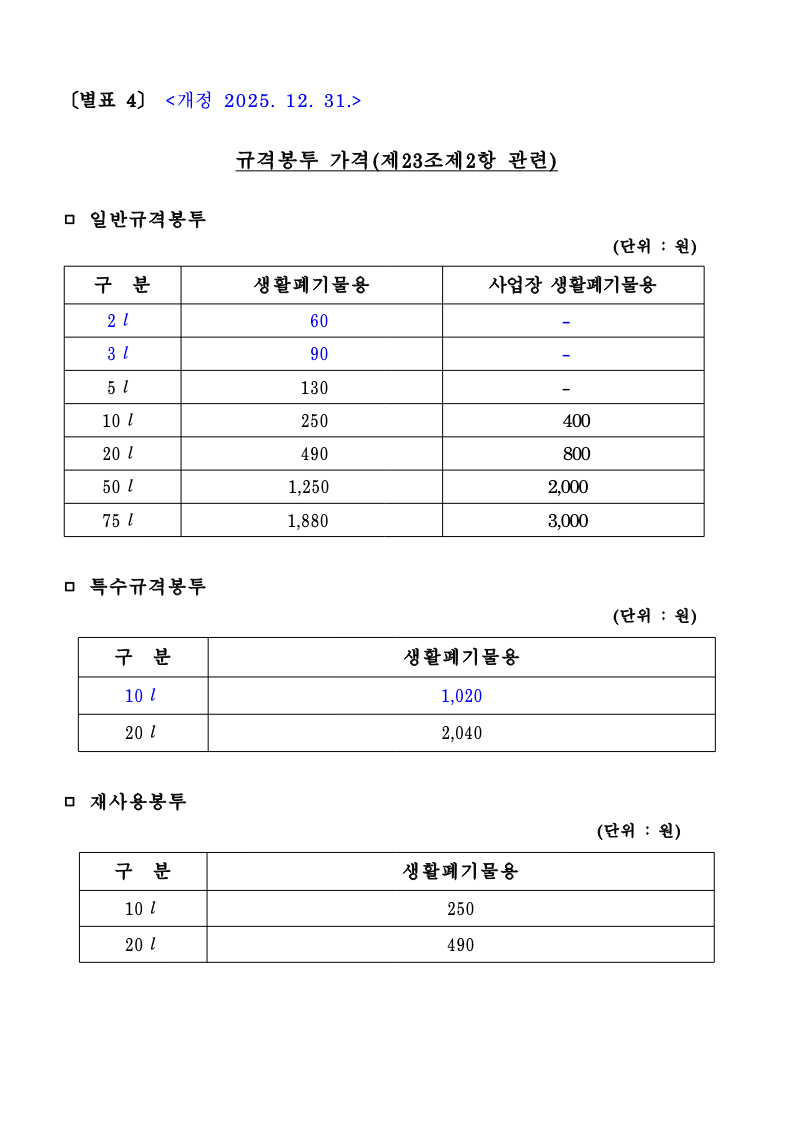 〔별표 4〕 <개정 2025. 12. 31.>
규격봉투 가격(제23조제2항 관련)
□ 일반규격봉투
(단위 : 원)
구 분 생활폐기물용 사업장 생활폐기물용
2 l 60 -
3 l 90 -
5 l 130 -
10 l 250 400
20 l 490 800
50 l 1,250 2,000
75 l 1,880 3,000
□ 특수규격봉투
(단위 : 원)
구 분 생활폐기물용
10 l 1,020
20 l 2,040
□ 재사용봉투
(단위 : 원)
구 분 생활폐기물용
10 l 250
20 l 490